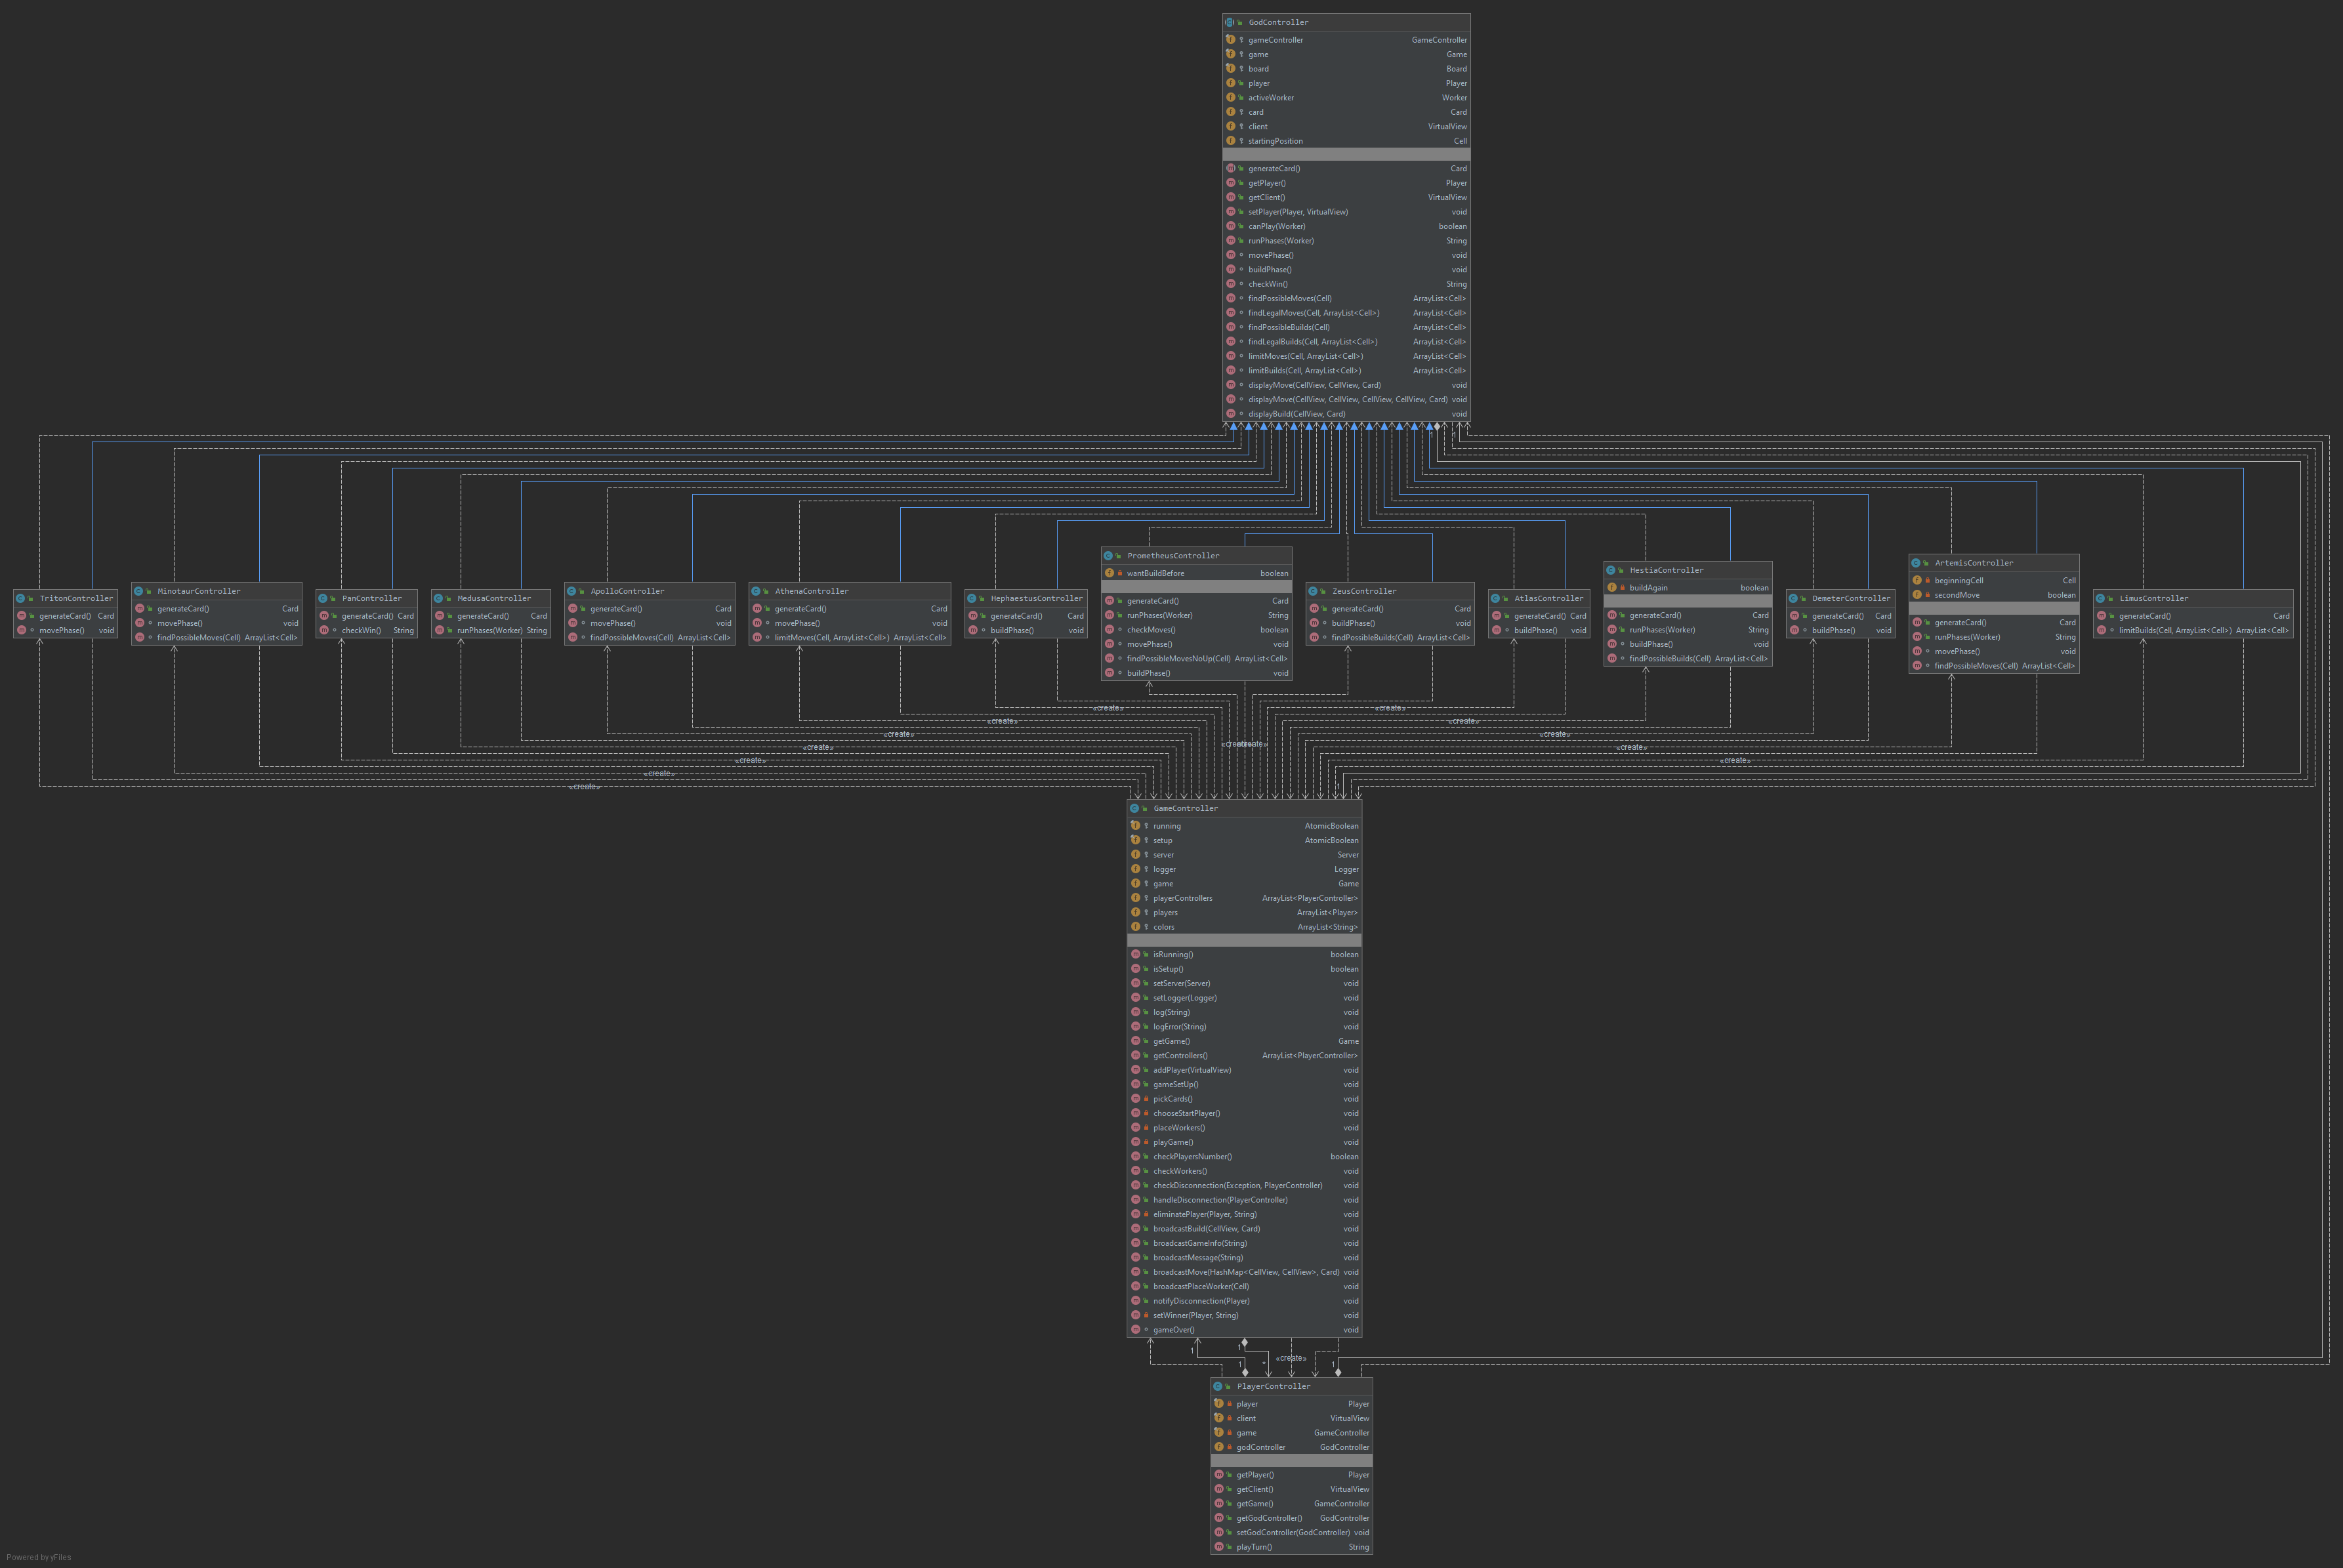 GodController
gameController GameController
game Game
board Board
player Player
activeWorker Worker
card Card
client VirtualView
startingPosition Cell
generateCard() Card
getPlayer() Player
getClient() VirtualView
setPlayer(Player, VirtualView) void
canPlay(Worker) boolean
runPhases(Worker) String
movePhase() void
buildPhase() void
checkWin() String
findPossibleMoves(Cell) ArrayList<Cell>
findLegalMoves(Cell, ArrayList<Cell>) ArrayList<Cell>
findPossibleBuilds(Cell) ArrayList<Cell>
findLegalBuilds(Cell, ArrayList<Cell>) ArrayList<Cell>
limitMoves(Cell, ArrayList<Cell>) ArrayList<Cell>
limitBuilds(Cell, ArrayList<Cell>) ArrayList<Cell>
displayMove(CellView, CellView, Card) void
displayMove(CellView, CellView, CellView, CellView, Card) void
displayBuild(CellView, Card) void
1
1
TritonController
generateCard() Card
movePhase() void
MinotaurController
generateCard() Card
movePhase() void
findPossibleMoves(Cell) ArrayList<Cell>
PanController
generateCard() Card
checkWin() String
MedusaController
generateCard() Card
runPhases(Worker) String
ApolloController
generateCard() Card
movePhase() void
findPossibleMoves(Cell) ArrayList<Cell>
AthenaController
generateCard() Card
movePhase() void
limitMoves(Cell, ArrayList<Cell>) ArrayList<Cell>
HephaestusController
generateCard() Card
buildPhase() void
PrometheusController
wantBuildBefore boolean
generateCard() Card
runPhases(Worker) String
checkMoves() boolean
movePhase() void
findPossibleMovesNoUp(Cell) ArrayList<Cell>
buildPhase() void
ZeusController
generateCard() Card
buildPhase() void
findPossibleBuilds(Cell) ArrayList<Cell>
AtlasController
generateCard() Card
buildPhase() void
HestiaController
buildAgain boolean
generateCard() Card
runPhases(Worker) String
buildPhase() void
findPossibleBuilds(Cell) ArrayList<Cell>
DemeterController
generateCard() Card
buildPhase() void
ArtemisController
beginningCell Cell
secondMove boolean
generateCard() Card
runPhases(Worker) String
movePhase() void
findPossibleMoves(Cell) ArrayList<Cell>
LimusController
generateCard() Card
limitBuilds(Cell, ArrayList<Cell>) ArrayList<Cell>
«create»
«create»
«create»
«create»
«create»
«create»
«create»
«create»
«create»
«create»
«create»
«create»
«create»
«create»
1
GameController
running AtomicBoolean
setup AtomicBoolean
server Server
logger Logger
game Game
playerControllers ArrayList<PlayerController>
players ArrayList<Player>
colors ArrayList<String>
isRunning() boolean
isSetup() boolean
setServer(Server) void
setLogger(Logger) void
log(String) void
logError(String) void
getGame() Game
getControllers() ArrayList<PlayerController>
addPlayer(VirtualView) void
gameSetUp() void
pickCards() void
chooseStartPlayer() void
placeWorkers() void
playGame() void
checkPlayersNumber() boolean
checkWorkers() void
checkDisconnection(Exception, PlayerController) void
handleDisconnection(PlayerController) void
eliminatePlayer(Player, String) void
broadcastBuild(CellView, Card) void
broadcastGameInfo(String) void
broadcastMessage(String) void
broadcastMove(HashMap<CellView, CellView>, Card) void
broadcastPlaceWorker(Cell) void
notifyDisconnection(Player) void
setWinner(Player, String) void
gameOver() void
1 1
1 * «create» 1
PlayerController
player Player
client VirtualView
game GameController
godController GodController
getPlayer() Player
getClient() VirtualView
getGame() GameController
getGodController() GodController
setGodController(GodController) void
playTurn() String
Powered by yFiles